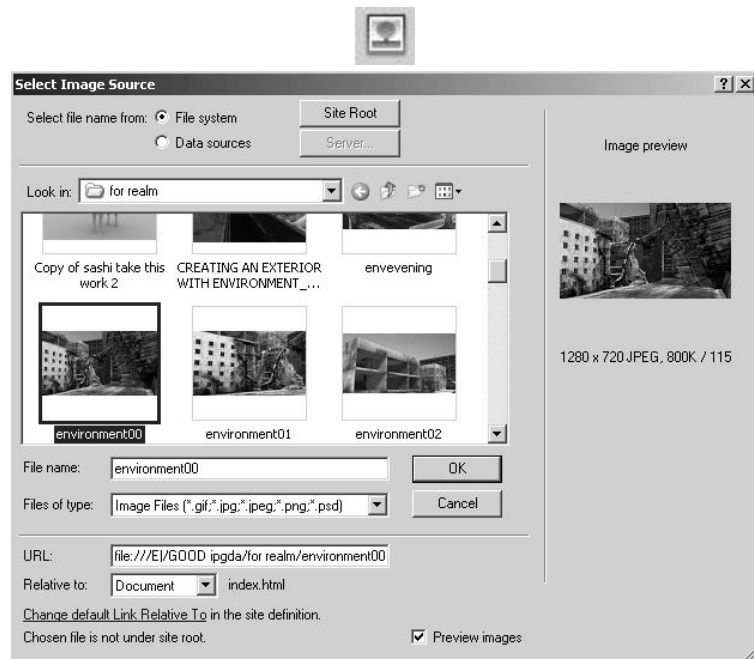 Select Image Source
Select file name from: File system Site Root
Data sources Server...
Image preview
Look in: for realm
Copy of sashi take this work 2
CREATING AN EXTERIOR WITH ENVIRONMENT_...
envevening
environment00 environment01 environment02
1280 x 720 JPEG, 800K / 115
File name: environment00 OK
Files of type: Image Files (*.gif;*.jpg;*.jpeg;*.png;*.psd) Cancel
URL: file:///E|/GOOD ipgda/for realm/environment00
Relative to: Document index.html
Change default Link Relative To in the site definition.
Chosen file is not under site root. Preview images